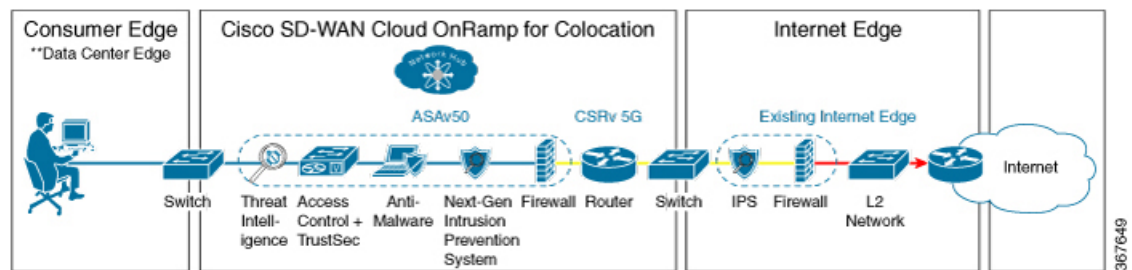 Consumer Edge
**Data Center Edge
Cisco SD-WAN Cloud OnRamp for Colocation
Internet Edge
Network Hub
ASAv50
CSRv 5G
Existing Internet Edge
Internet
Switch
Threat
Intell-
igence
Access
Control +
TrustSec
Anti-
Malware
Next-Gen
Intrusion
Prevention
System
Firewall
Router
Switch
IPS
Firewall
L2
Network
367649